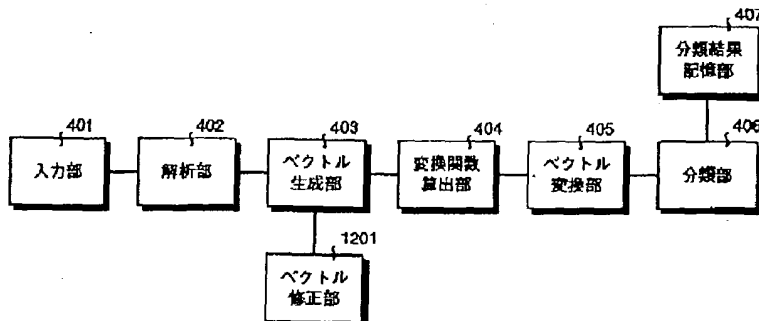 407
分類結果
記憶部
401
402
403
404
405
406
入力部
解析部
ベクトル
生成部
変換関数
算出部
ベクトル
変換部
分類部
1201
ベクトル
修正部